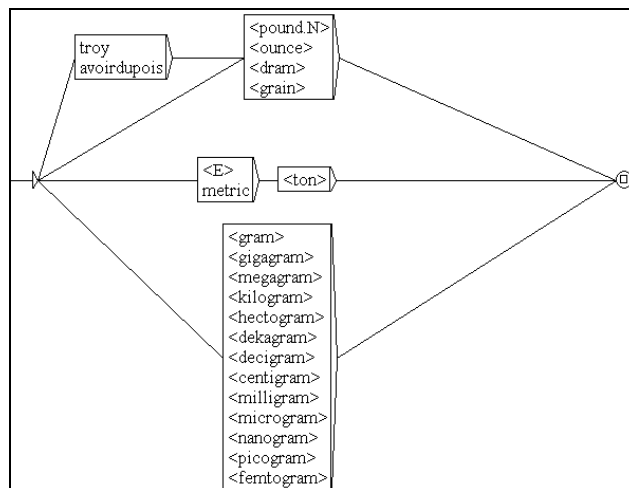 troy
avoirdupois
<pound.N>
<ounce>
<dram>
<grain>
<E>
metric
<ton>
<gram>
<gigagram>
<megagram>
<kilogram>
<hectogram>
<dekagram>
<decigram>
<centigram>
<milligram>
<microgram>
<nanogram>
<picogram>
<femtogram>